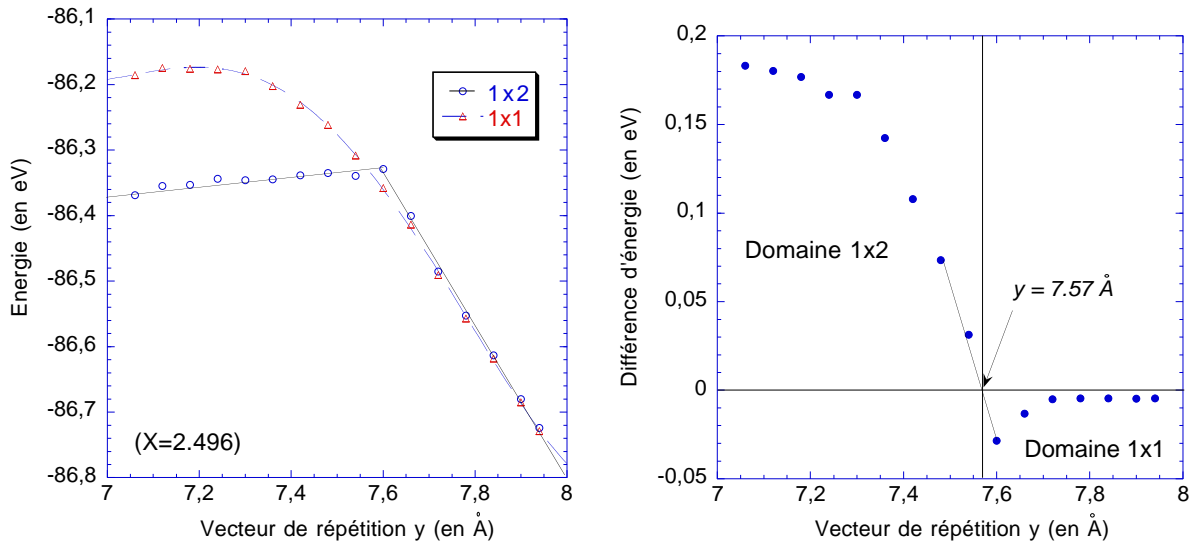 -86,1
-86,2
-86,3
-86,4
-86,5
-86,6
-86,7
-86,8
Energie (en eV)
1x2
1x1
(X=2.496)
7 7,2 7,4 7,6 7,8 8
Vecteur de répétition y (en Å)
0,2
0,15
0,1
0,05
0
-0,05
Différence d'énergie (en eV)
Domaine 1x2
y = 7.57 Å
Domaine 1x1
7 7,2 7,4 7,6 7,8 8
Vecteur de répétition y (en Å)